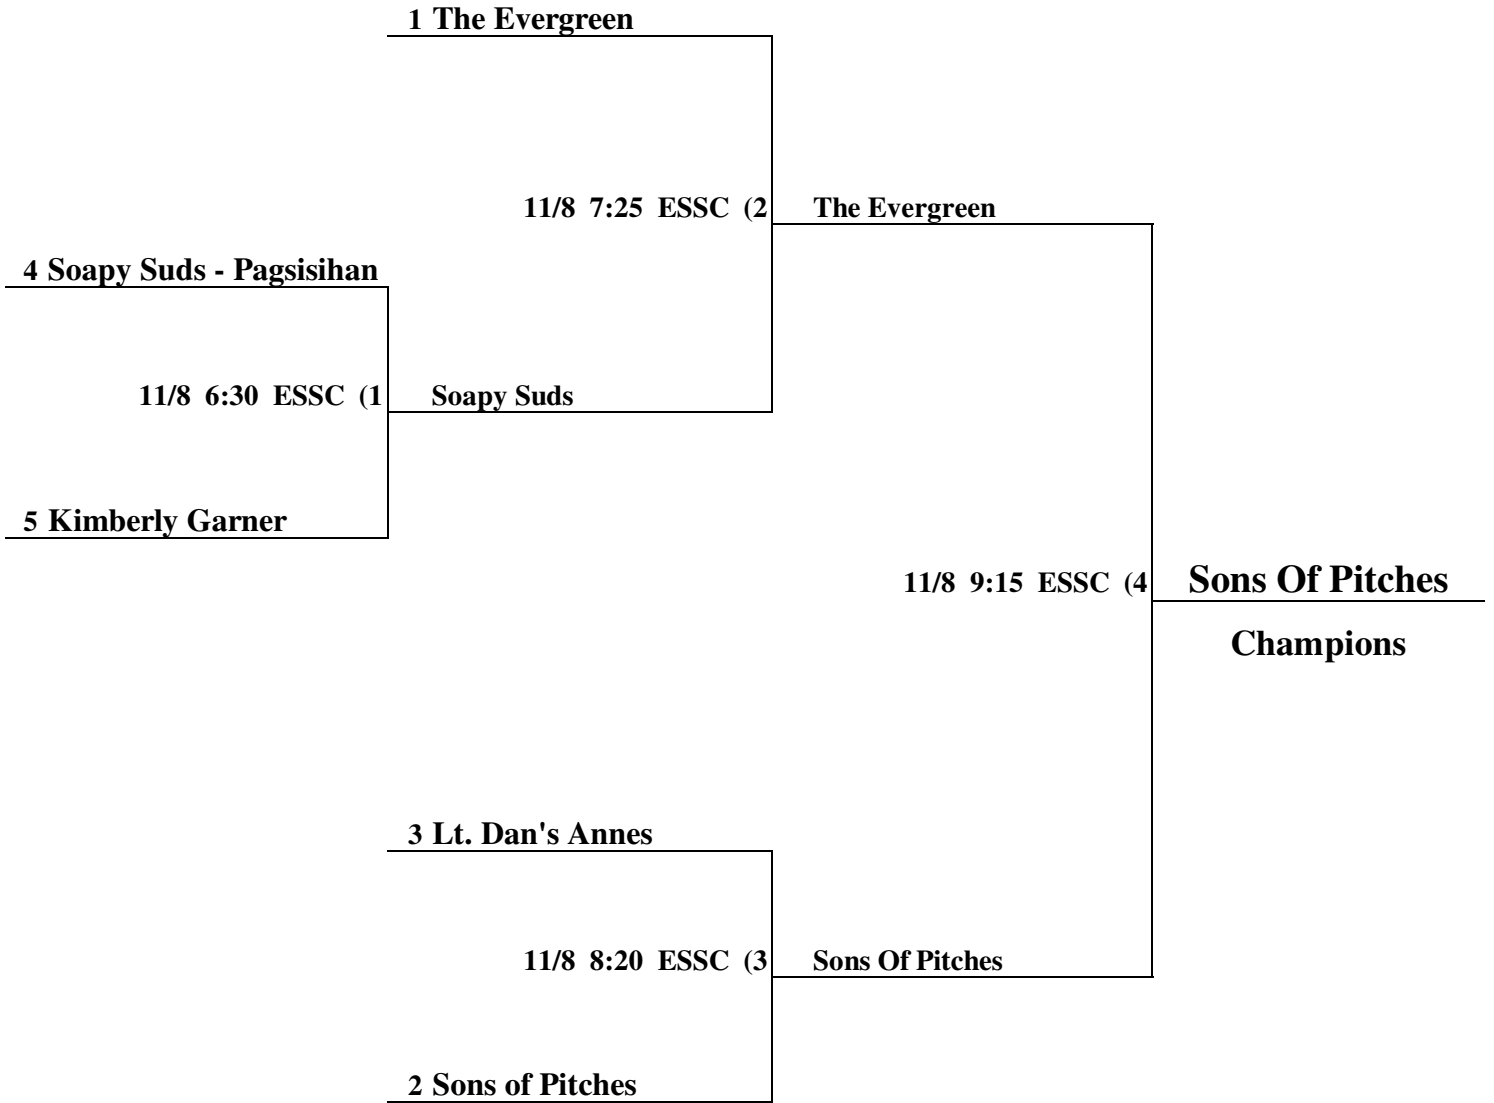 1 The Evergreen
11/8 7:25 ESSC (2 The Evergreen
4 Soapy Suds - Pagsisihan
11/8 6:30 ESSC (1 Soapy Suds
5 Kimberly Garner
11/8 9:15 ESSC (4 Sons Of Pitches
Champions
3 Lt. Dan's Annes
11/8 8:20 ESSC (3 Sons Of Pitches
2 Sons of Pitches